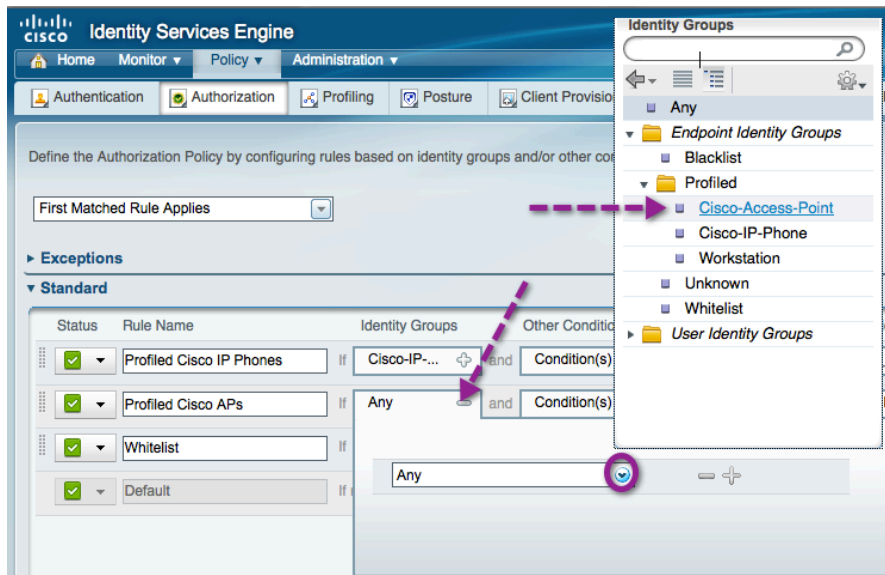 CISCO Identity Services Engine
Home Monitor Policy Administration
Authentication Authorization Profiling Posture Client Provisio
Define the Authorization Policy by configuring rules based on identity groups and/or other co
First Matched Rule Applies
Exceptions
Standard
Status Rule Name Identity Groups Other Conditio
Profiled Cisco IP Phones If Cisco-IP-... and Condition(s)
Profiled Cisco APs If Any and Condition(s)
Whitelist If
Any
Default If
Identity Groups
Any
Endpoint Identity Groups
Blacklist
Profiled
Cisco-Access-Point
Cisco-IP-Phone
Workstation
Unknown
Whitelist
User Identity Groups